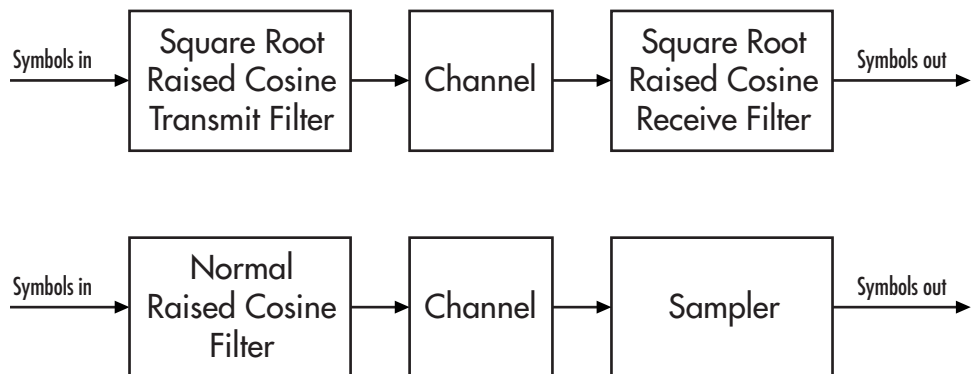 Symbols in
Square Root
Raised Cosine
Transmit Filter
Channel
Square Root
Raised Cosine
Receive Filter
Symbols out
Symbols in
Normal
Raised Cosine
Filter
Channel
Sampler
Symbols out